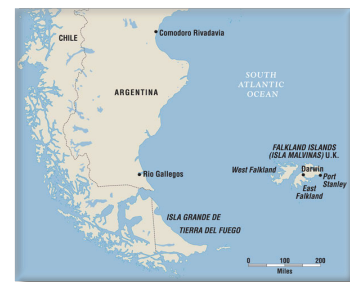 CHILE
Comodoro Rivadavia
ARGENTINA
SOUTH
ATLANTIC
OCEAN
FALKLAND ISLANDS
(ISLA MALVINAS) U.K.
West Falkland
Darwin
Port
Stanley
East
Falkland
Rio Gallegos
ISLA GRANDE DE
TIERRA DEL FUEGO
0 100 200
Miles